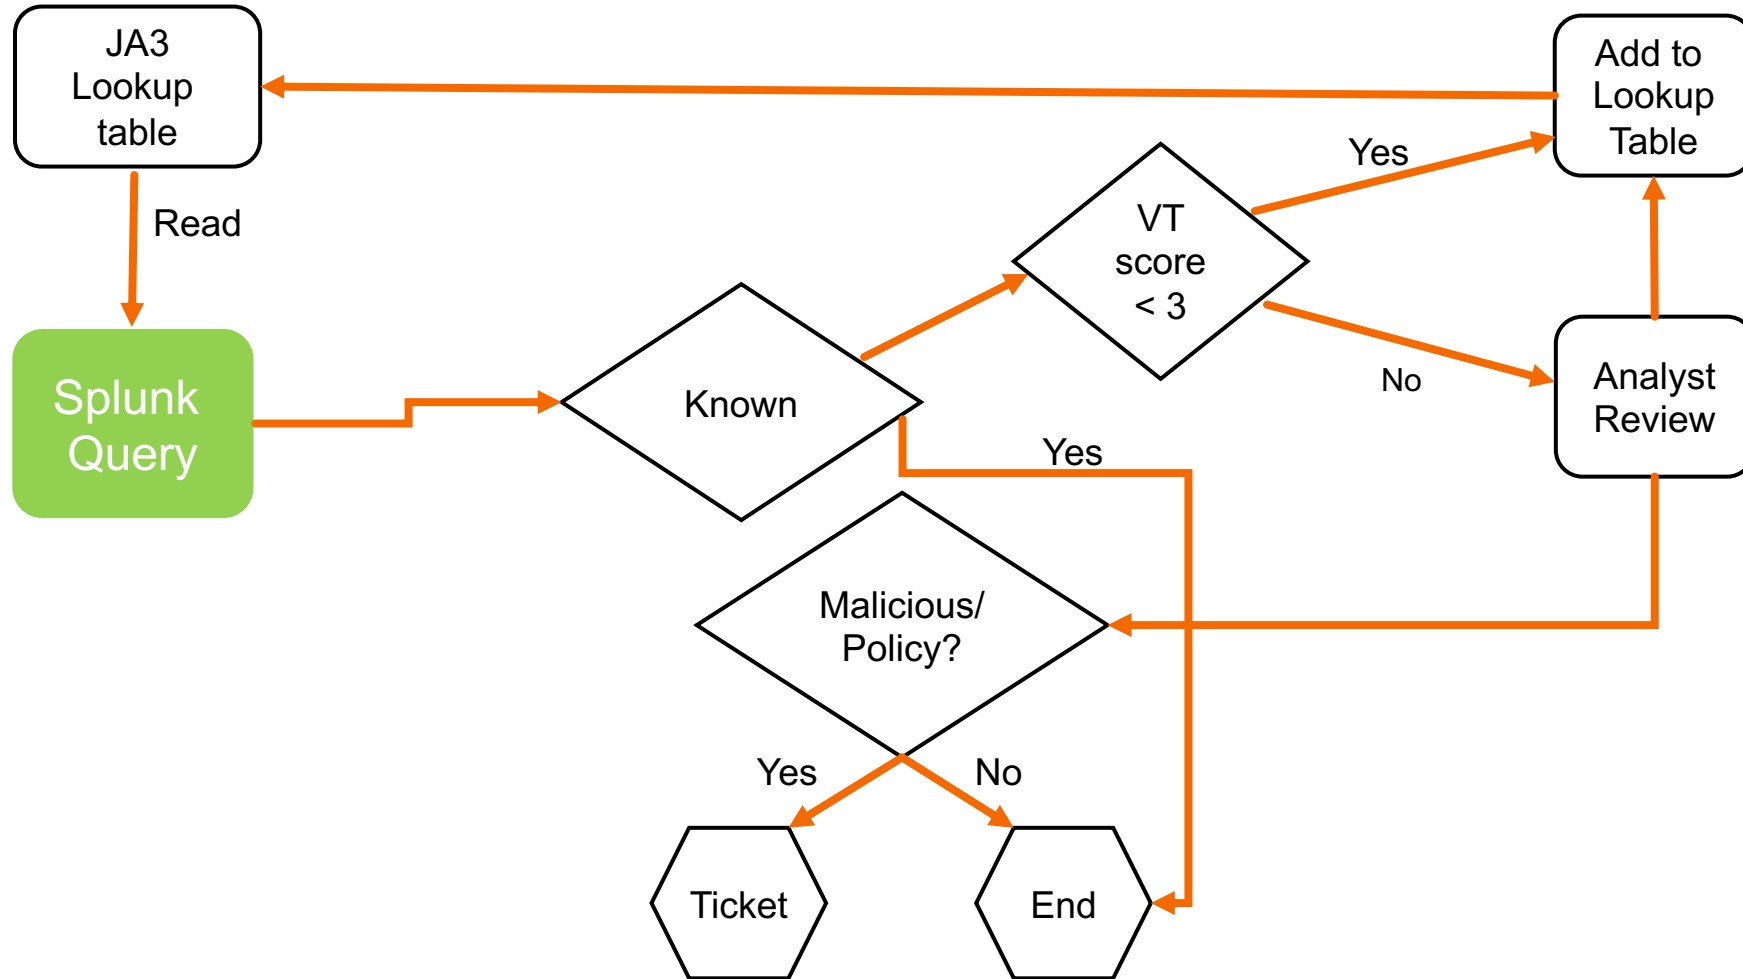 JA3
Lookup
table
Add to
Lookup
Table
Yes
Read
VT
score
< 3
Splunk
Query
Known
No
Analyst
Review
Yes
Malicious/
Policy?
Yes
No
Ticket
End